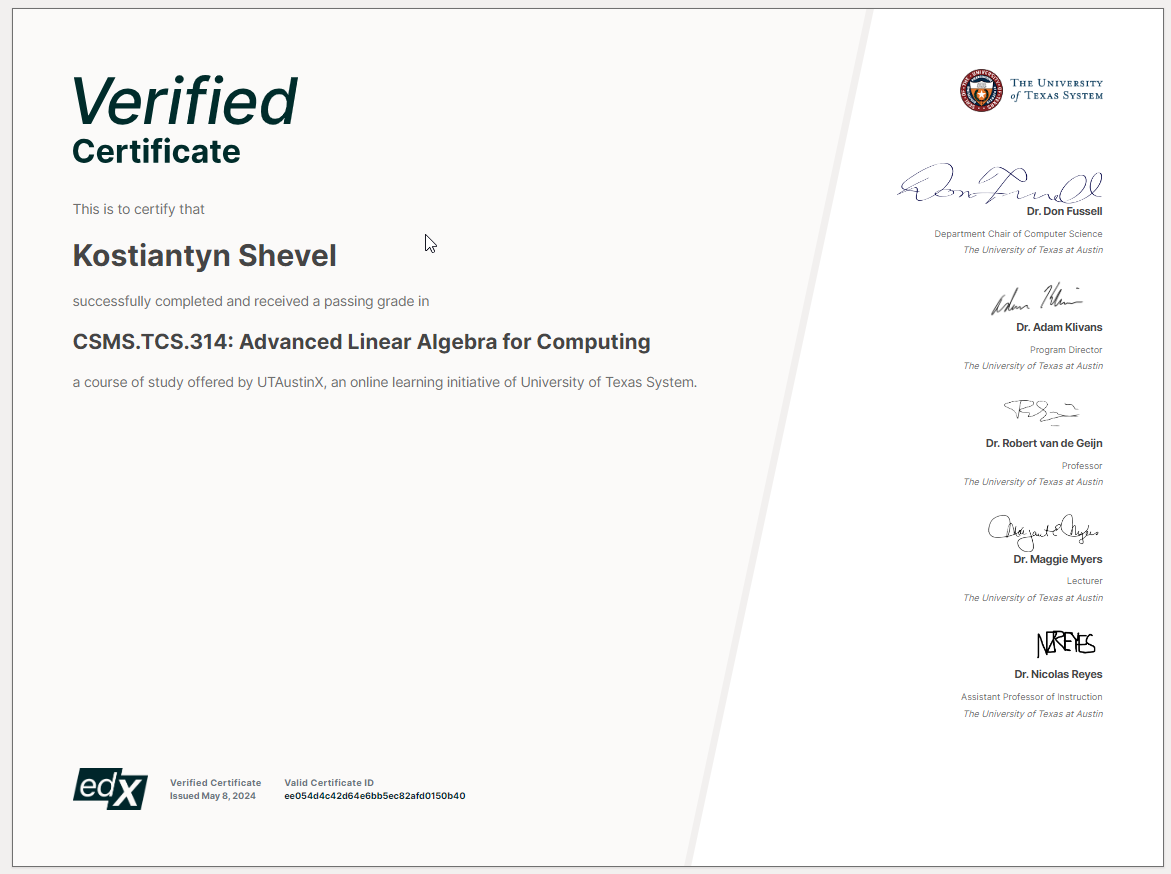 Verified
Certificate
This is to certify that
Kostiantyn Shevel
successfully completed and received a passing grade in
CSMS.TCS.314: Advanced Linear Algebra for Computing
a course of study offered by UTAustinX, an online learning initiative of University of Texas System.
edX
Verified Certificate
Issued May 8, 2024
Valid Certificate ID
ee054d4c42d64e6bb5ec82afd0150b40
THE UNIVERSITY
of TEXAS SYSTEM
Don Fussell
Dr. Don Fussell
Department Chair of Computer Science
The University of Texas at Austin
Adam Klivans
Dr. Adam Klivans
Program Director
The University of Texas at Austin
Dr. Robert van de Geijn
Professor
The University of Texas at Austin
Dr. Maggie Myers
Lecturer
The University of Texas at Austin
NZREYES
Dr. Nicolas Reyes
Assistant Professor of Instruction
The University of Texas at Austin